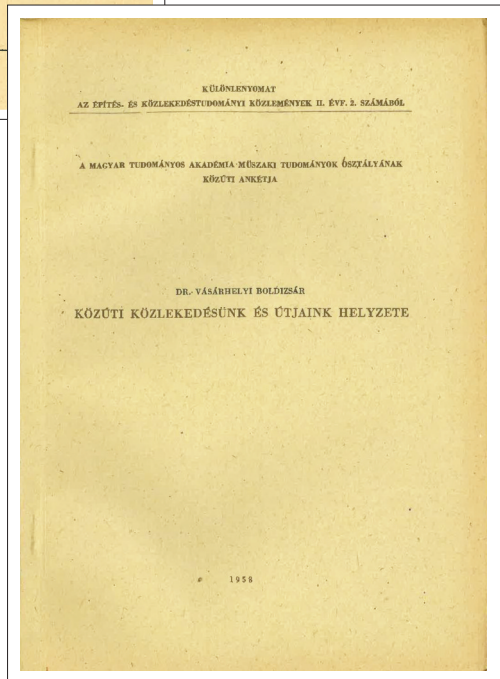 KÜLÖNLENYOMAT
AZ ÉPÍTÉS- ÉS KÖZLEKEDÉSTUDOMÁNYI KÖZLEMÉNYEK II. ÉVF. 2. SZÁMÁBÓL
A MAGYAR TUDOMÁNYOS AKADÉMIA MŰSZAKI TUDOMÁNYOK OSZTÁLYÁNAK
KÖZÚTI ANKÉTJA
DR. VÁSÁRHELYI BOLDIZSÁR
KÖZÚTI KÖZLEKEDÉSÜNK ÉS ÚTJAINK HELYZETE
1958